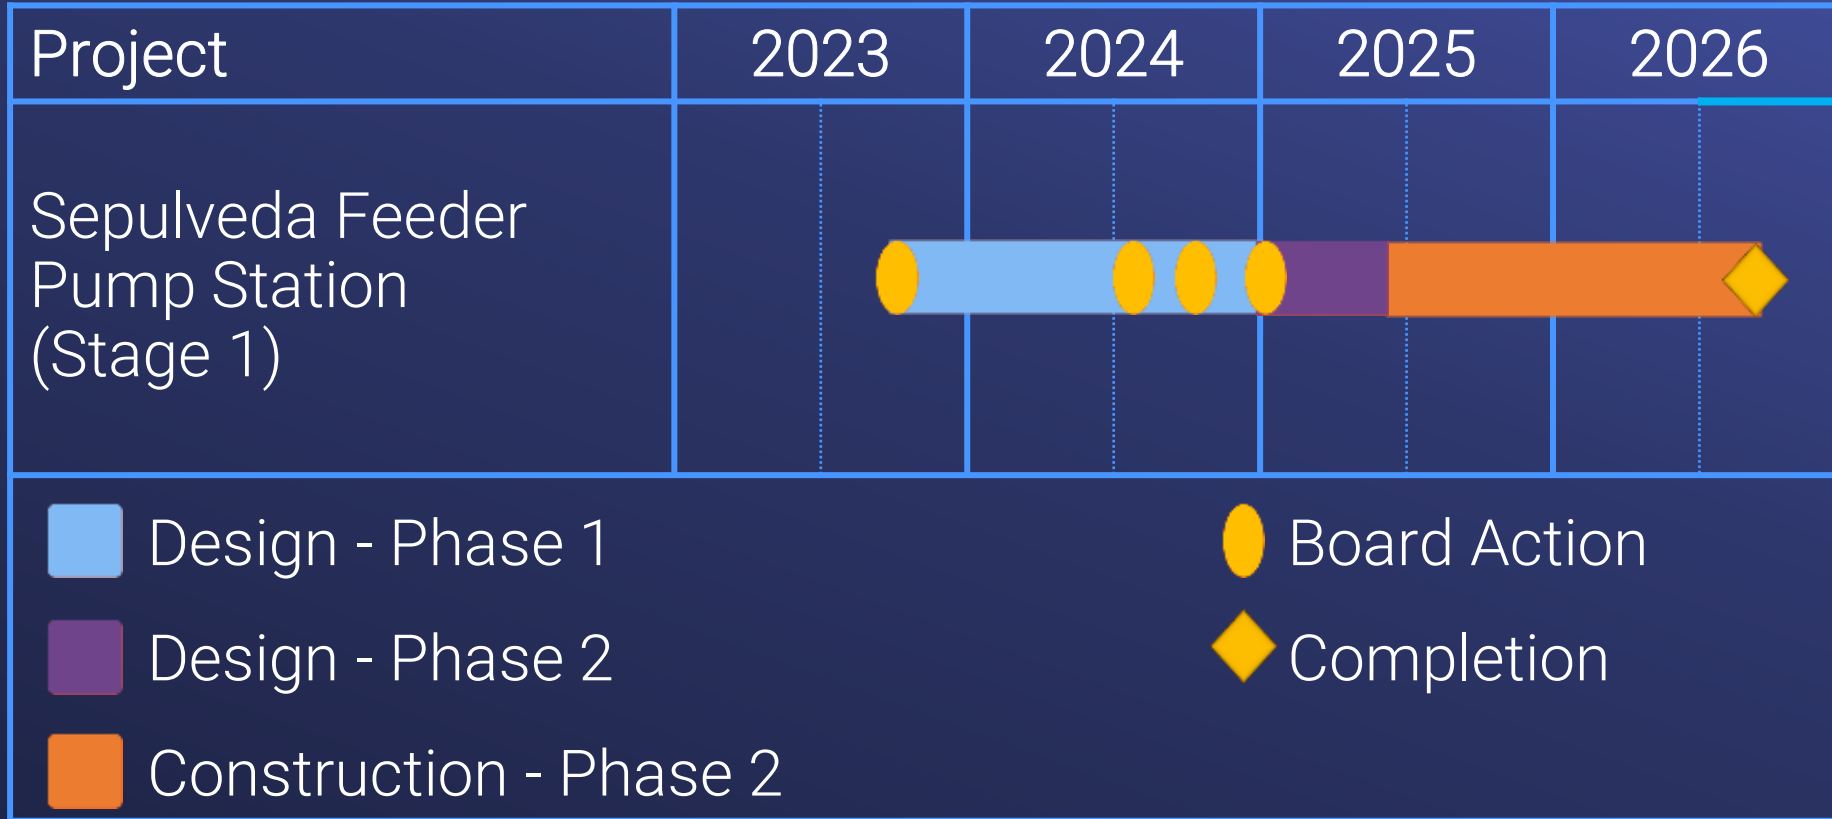 Project
2023
2024
2025
2026
Sepulveda Feeder
Pump Station
(Stage 1)
Design - Phase 1
Board Action
Design - Phase 2
Completion
Construction - Phase 2